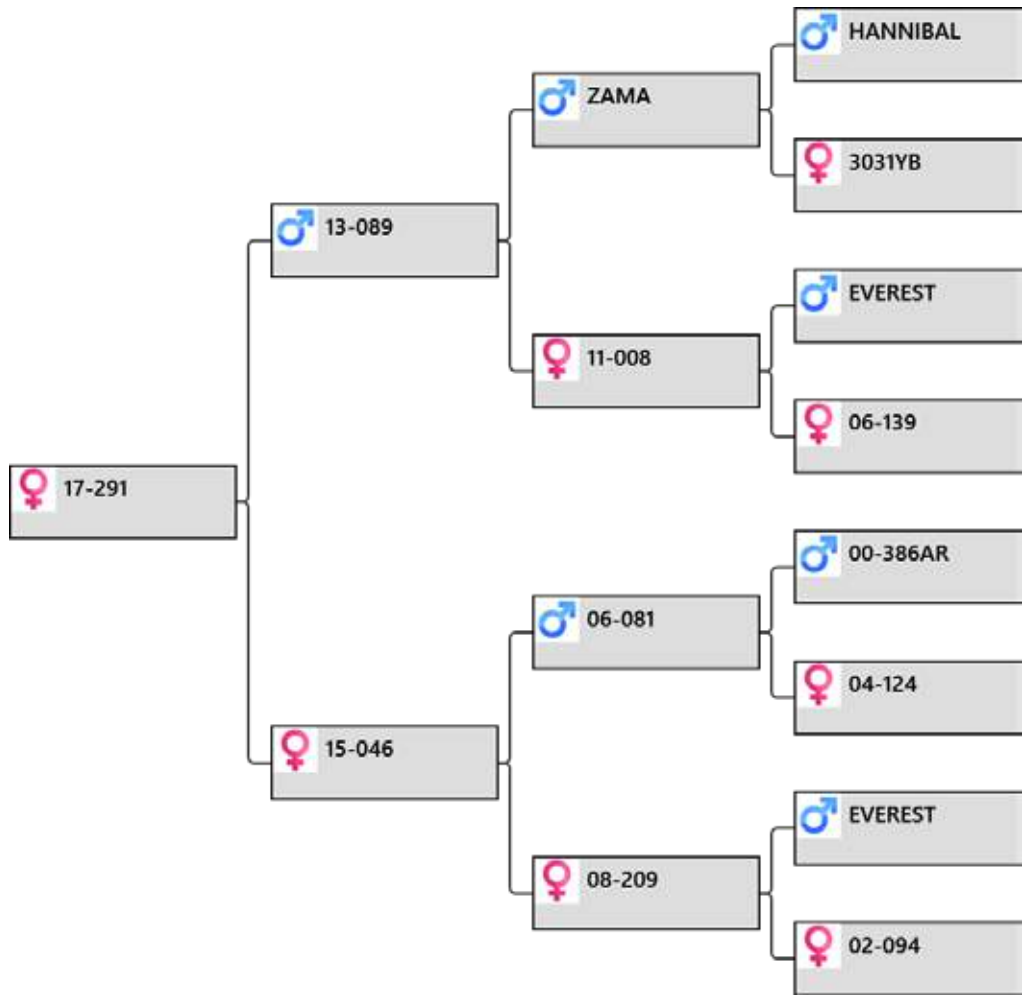 HANNIBAL
ZAMA
3031YB
13-089
EVEREST
11-008
06-139
17-291
00-386AR
06-081
04-124
15-046
EVEREST
08-209
02-094